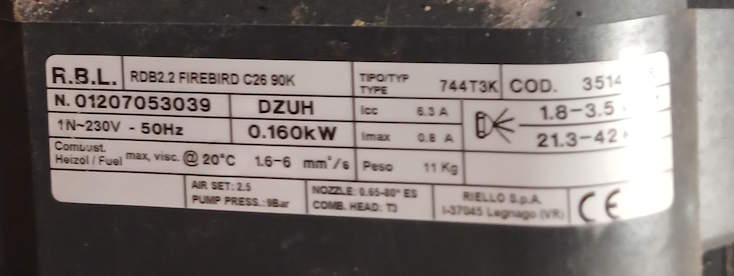 R.B.L. RDB2.2 FIREBIRD C26 90K TIPO/TYP TYPE 744T3K COD. 3514
N. 01207053039 DZUH Icc 6.3 A 1.8-3.5
1N~230V - 50Hz 0.160kW Imax 0.8 A 21.3-42
Combust. Heizöl / Fuel max, visc. @ 20°C 1.6-6 mm²/s Peso 11 Kg
AIR SET: 2.5 NOZZLE: 0.65-80° ES RIELLO S.p.A.
PUMP PRESS.: 9Bar COMB. HEAD: T3 I-37045 Legnago (VR) CE